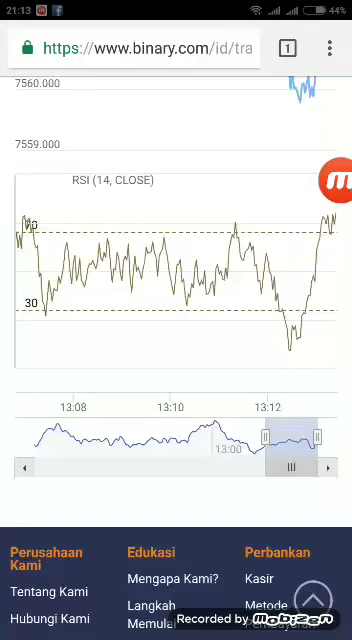 21:13
44%
https://www.binary.com/id/tra
1
7560.000
7559.000
RSI (14, CLOSE)
70
30
13:08 13:10 13:12
13:00
Perusahaan Kami
Tentang Kami
Hubungi Kami
Edukasi
Mengapa Kami?
Langkah
Memulai
Perbankan
Kasir
Metode
Pembayaran
Recorded by Mobizen